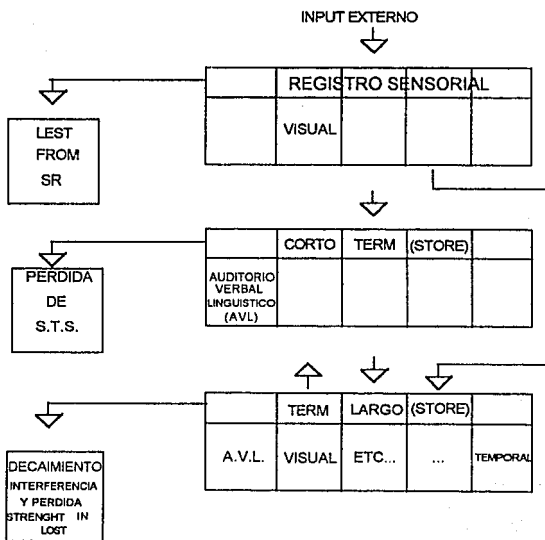 INPUT EXTERNO
REGISTRO SENSORIAL
VISUAL
LEST
FROM
SR
CORTO TERM (STORE)
AUDITORIO
VERBAL
LINGUISTICO
(AVL)
PERDIDA
DE
S.T.S.
TERM LARGO (STORE)
A.V.L. VISUAL ETC... ... TEMPORAL
DECAIMIENTO
INTERFERENCIA
Y PERDIDA
STRENGHT IN
LOST